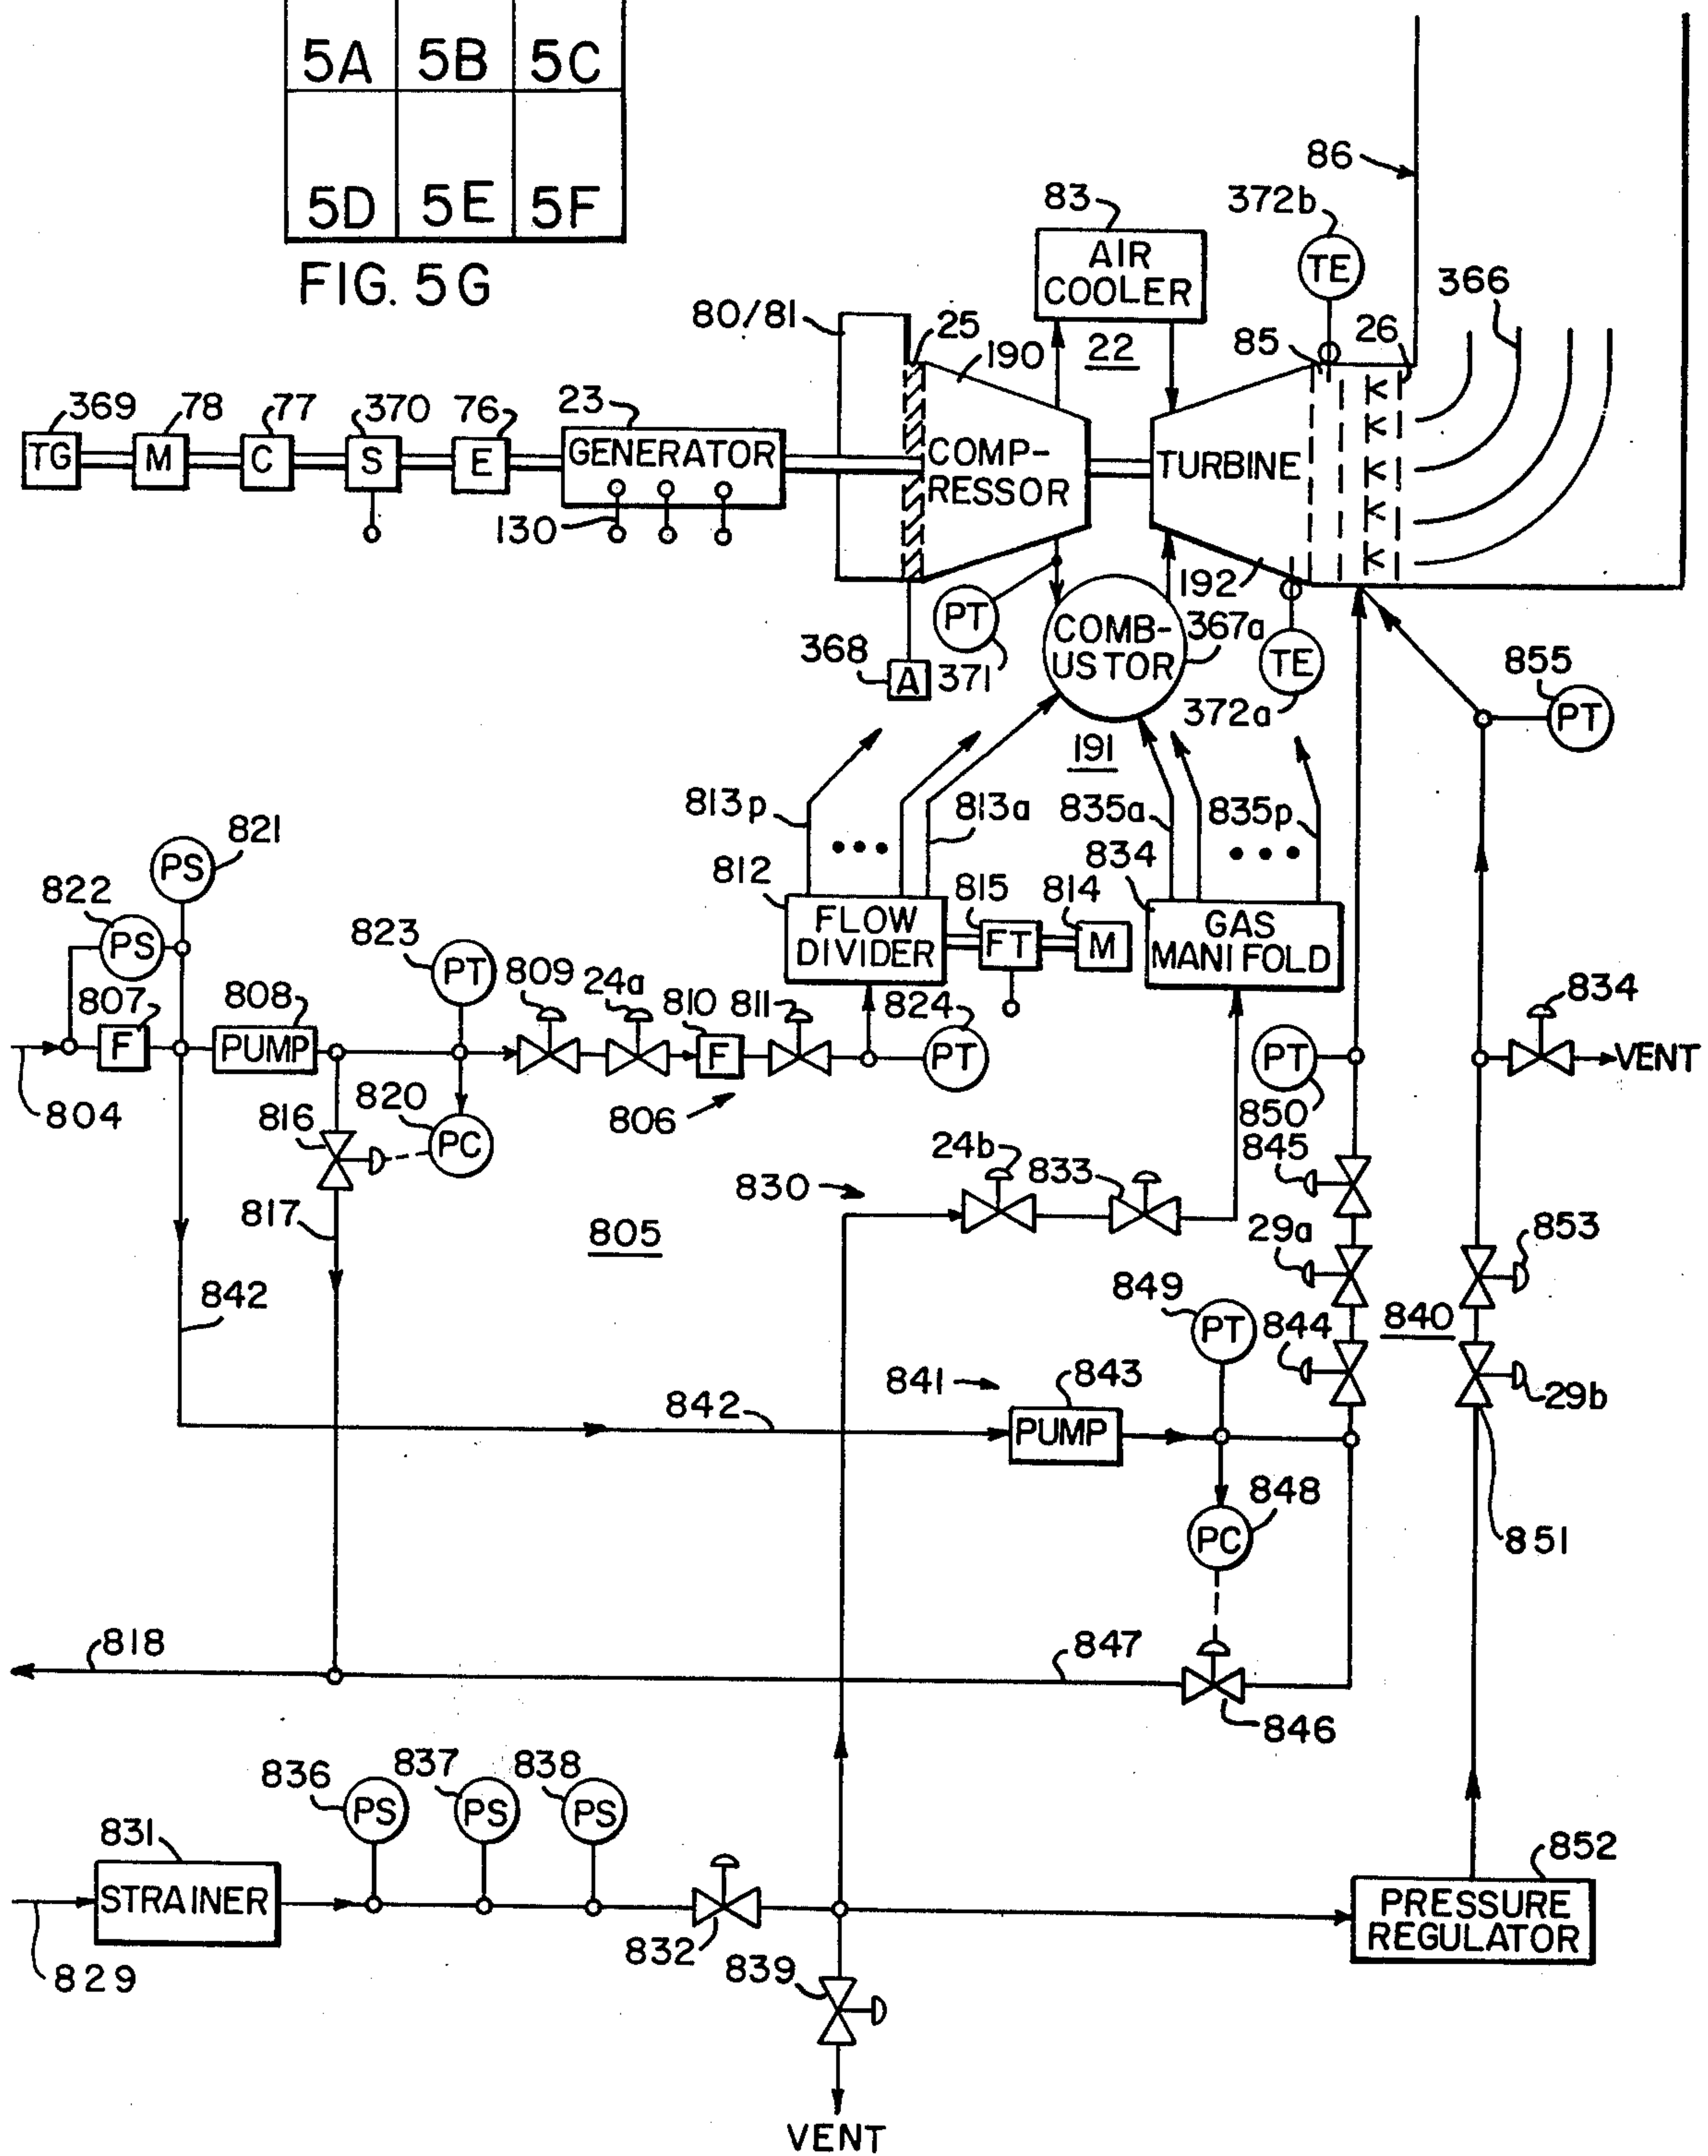 5A 5B 5C
5D 5E 5F
FIG. 5G
86
83
372b
AIR
COOLER
TE
366
80/81
25
190
22
85
26
369
78
77
370
76
23
TG
M
C
S
E
GENERATOR
COMP-
RESSOR
TURBINE
130
192
PT
368
A
371
COMB-
USTOR
367a
TE
372a
855
PT
191
813p
813a
835a
835p
821
PS
822
PS
812
815
814
834
823
PT
FLOW
DIVIDER
FT
M
GAS
MANIFOLD
807
808
809
24a
810
811
824
834
F
PUMP
F
PT
PT
VENT
804
816
820
PC
806
850
845
24b
833
830
817
805
29a
853
842
849
PT
844
840
841
843
29b
842
PUMP
848
PC
851
818
847
846
836
837
838
PS
PS
PS
831
STRAINER
852
PRESSURE
REGULATOR
832
829
839
VENT